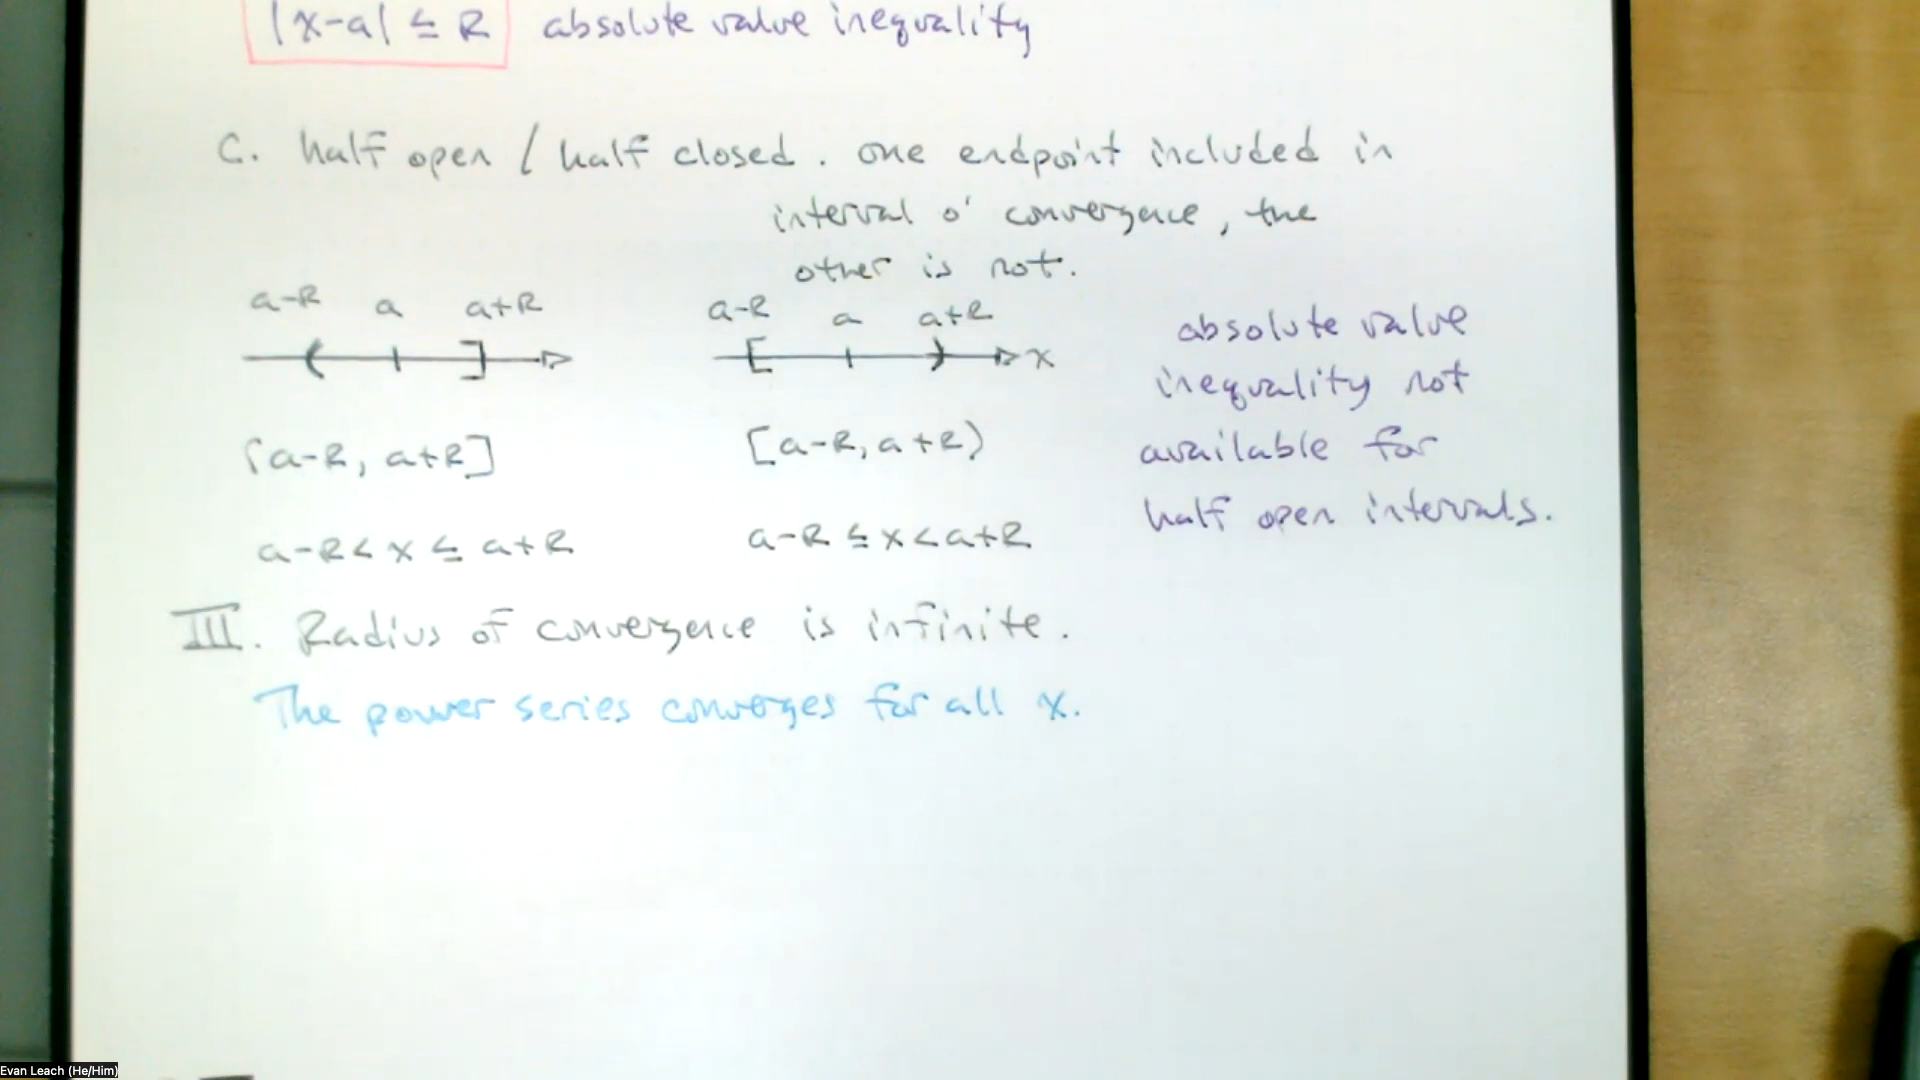 |x-a| ≤ R absolute value inequality
C. half open / half closed. one endpoint included in
interval o' convergence, the
other is not.
a-R a a+R
a-R a a+R
x
(a-R, a+R]
[a-R, a+R)
a-R < x ≤ a+R
a-R ≤ x < a+R
absolute value
inequality not
available for
half open intervals.
III. Radius of convergence is infinite.
The power series converges for all x.
Evan Leach (He/Him)